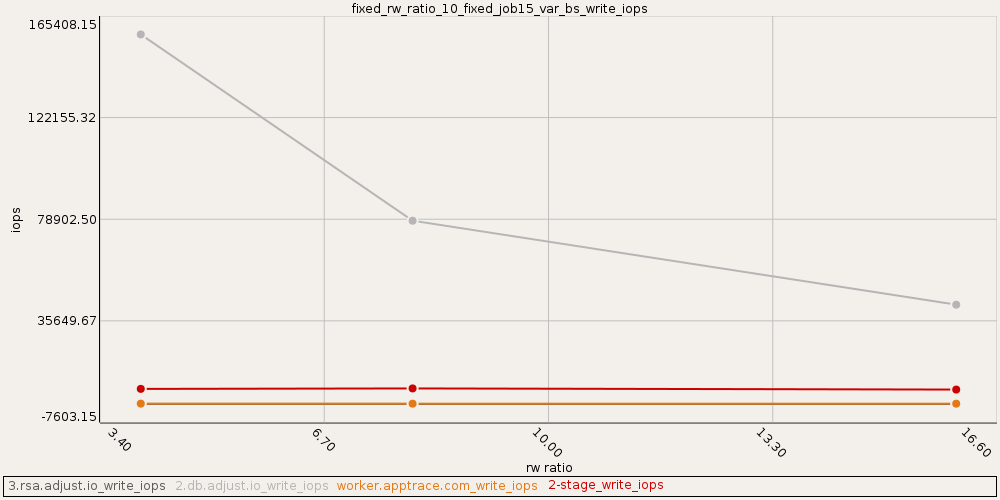 fixed_rw_ratio_10_fixed_job15_var_bs_write_iops
165408.15
122155.32
78902.50
35649.67
-7603.15
iops
3.40
6.70
10.00
13.30
16.60
rw ratio
3.rsa.adjust.io_write_iops 2.db.adjust.io_write_iops worker.apptrace.com_write_iops 2-stage_write_iops